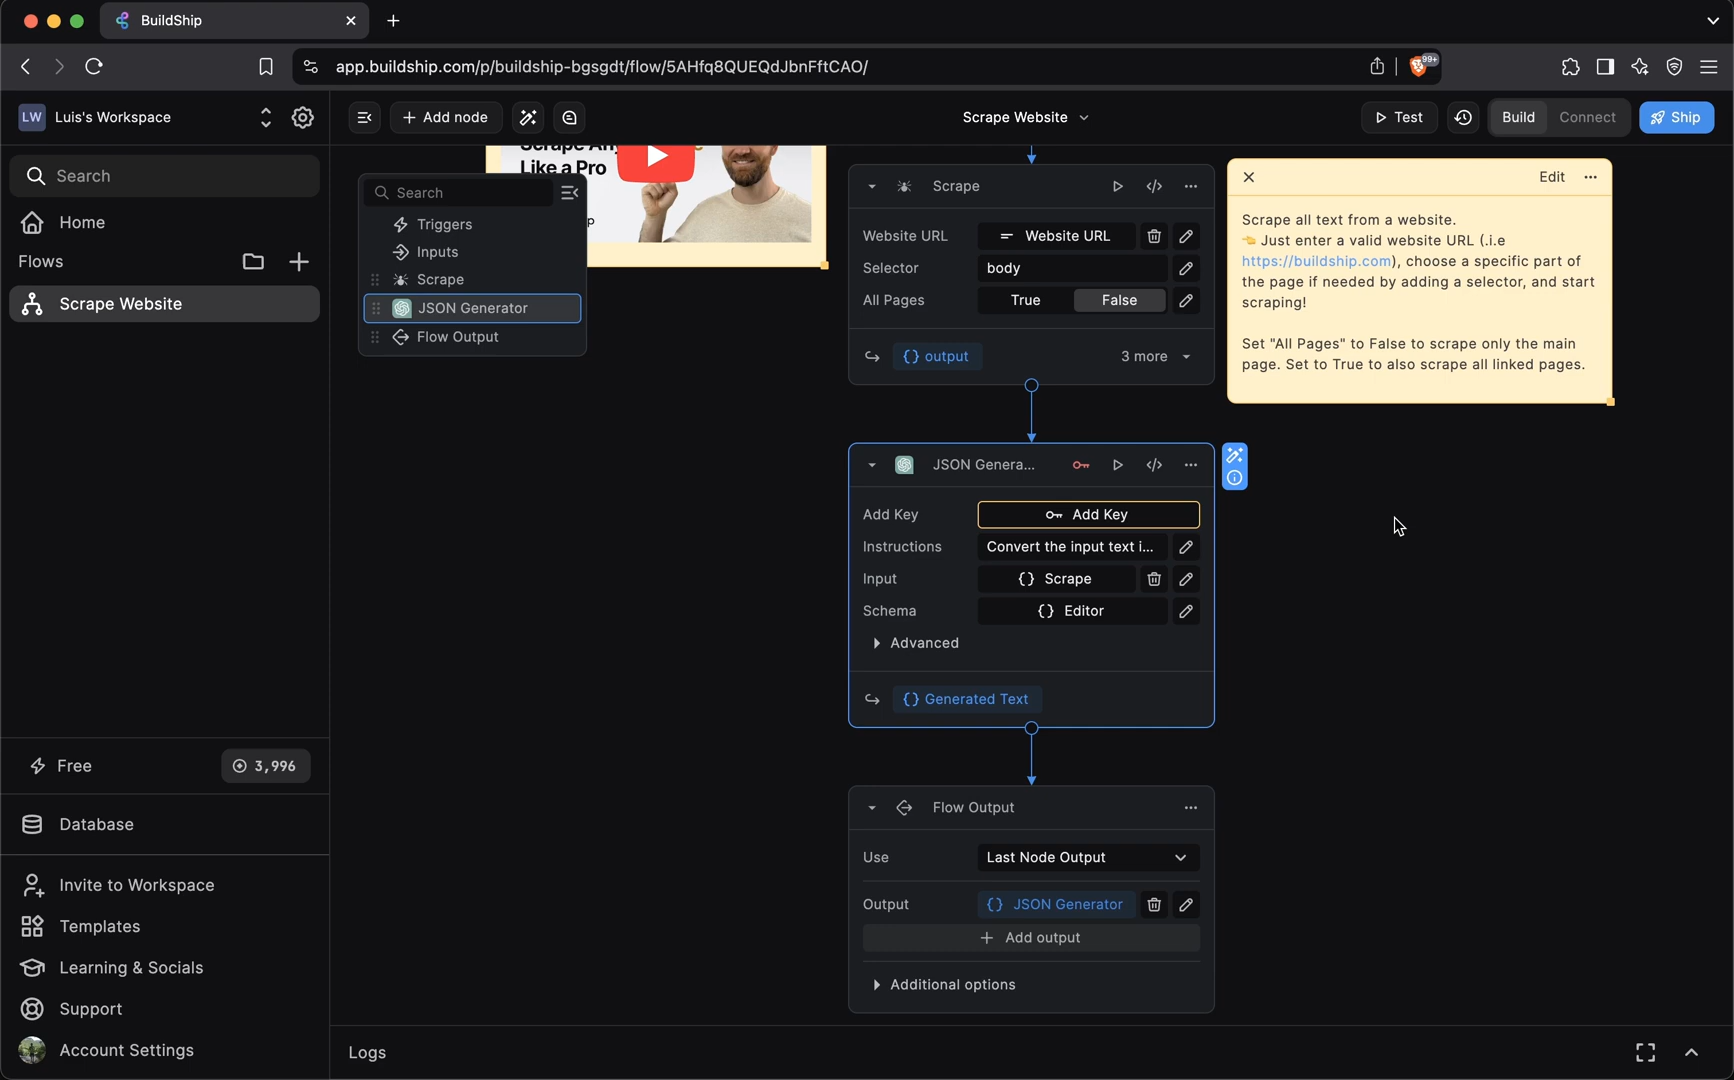 BuildShip
app.buildship.com/p/buildship-bgsgdt/flow/5AHfq8QUEQdJbnFftCAO/
99+
LW Luis's Workspace
Add node
Scrape Website
Test
Build
Connect
Ship
Search
Home
Flows
Scrape Website
Free
3,996
Database
Invite to Workspace
Templates
Learning & Socials
Support
Account Settings
Search
Triggers
Inputs
Scrape
JSON Generator
Flow Output
Like a Pro
Scrape
Website URL
Website URL
Selector
body
All Pages
True
False
output
3 more
Edit
Scrape all text from a website.
👈 Just enter a valid website URL (.i.e
https://buildship.com), choose a specific part of
the page if needed by adding a selector, and start
scraping!
Set "All Pages" to False to scrape only the main
page. Set to True to also scrape all linked pages.
JSON Genera...
Add Key
Add Key
Instructions
Convert the input text i...
Input
{} Scrape
Schema
{} Editor
Advanced
{} Generated Text
Flow Output
Use
Last Node Output
Output
{} JSON Generator
+ Add output
Additional options
Logs